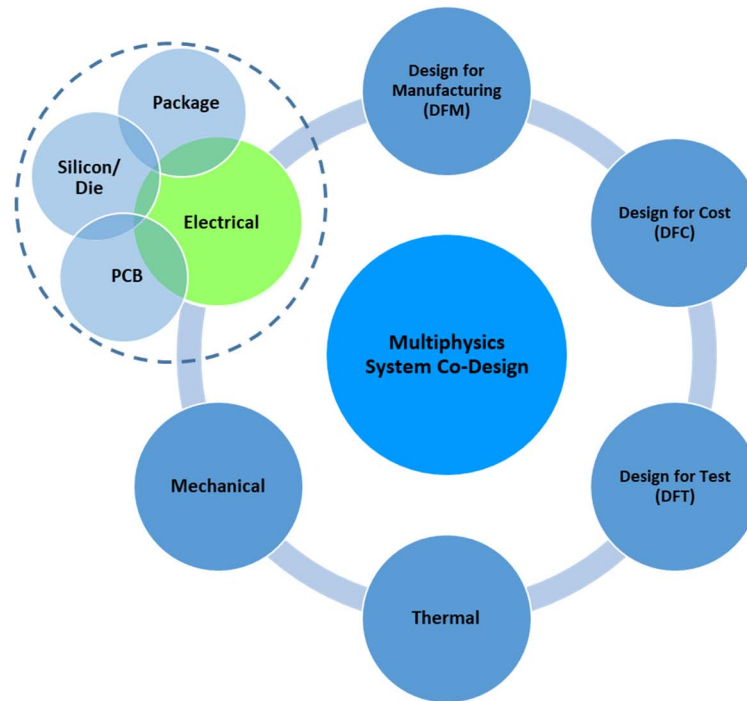 Package
Silicon/
Die
Electrical
PCB
Design for
Manufacturing
(DFM)
Design for Cost
(DFC)
Multiphysics
System Co-Design
Mechanical
Design for Test
(DFT)
Thermal